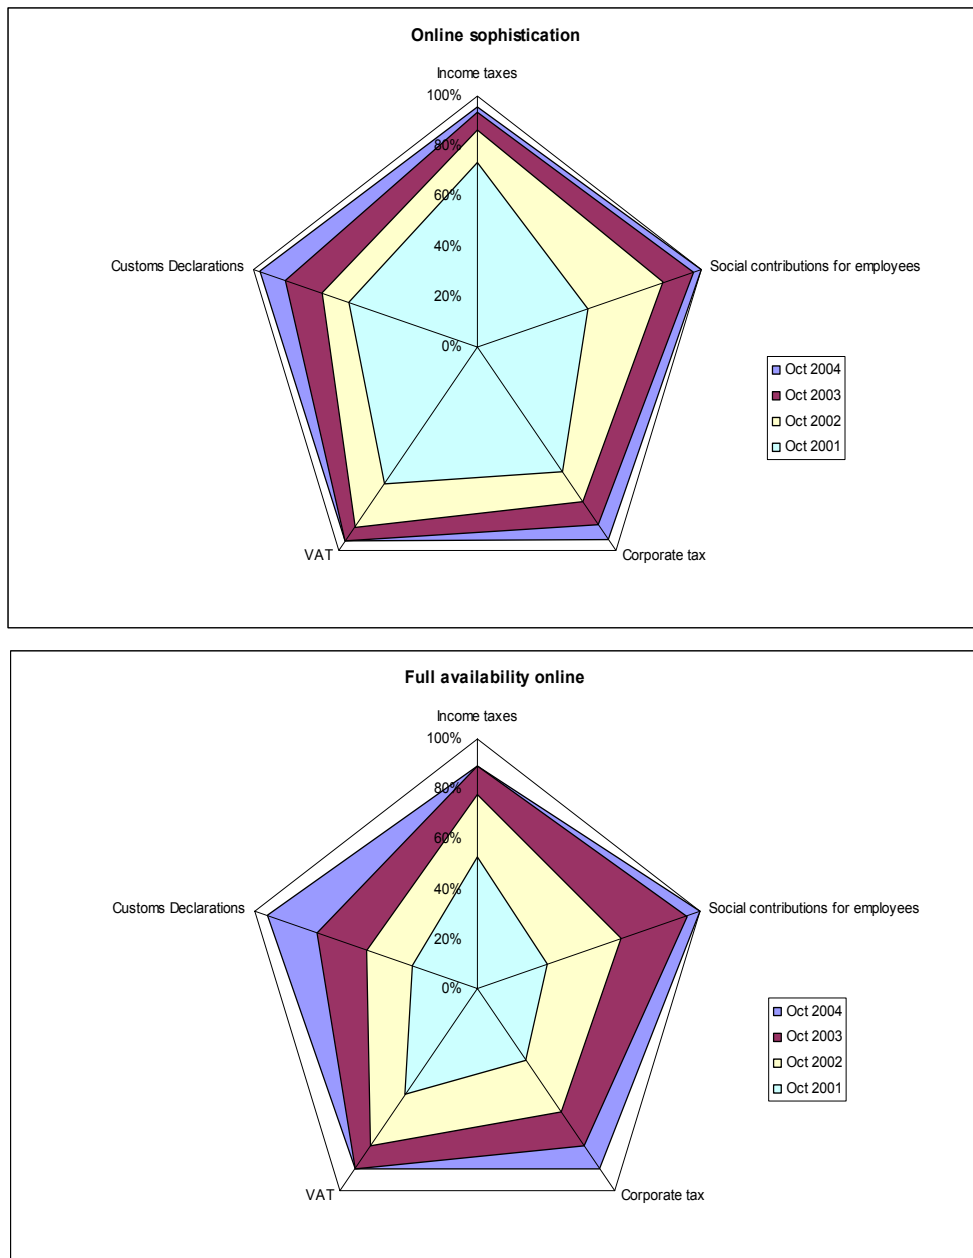 Online sophistication
Income taxes
100%
80%
60%
40%
20%
0%
Customs Declarations
Social contributions for employees
VAT
Corporate tax
Oct 2004
Oct 2003
Oct 2002
Oct 2001
Full availability online
Income taxes
100%
80%
60%
40%
20%
0%
Customs Declarations
Social contributions for employees
VAT
Corporate tax
Oct 2004
Oct 2003
Oct 2002
Oct 2001